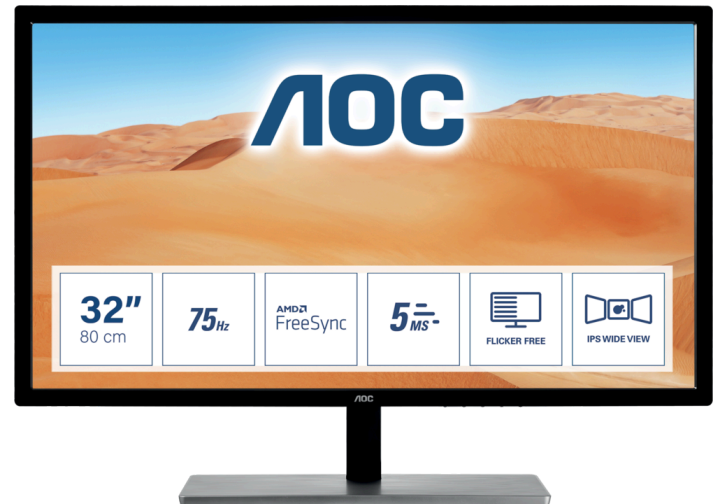 AOC
32"
80 cm
75Hz
AMD
FreeSync
5MS
FLICKER FREE
IPS WIDE VIEW
AOC